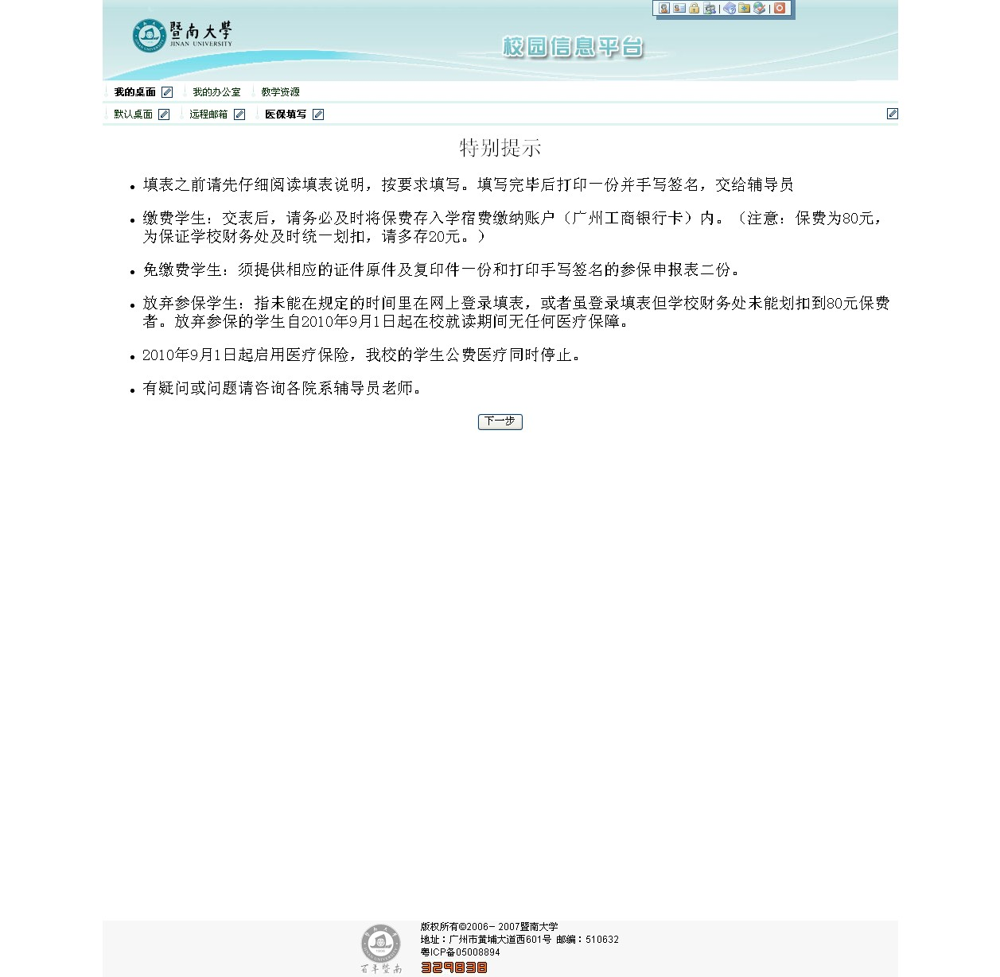 暨南大學
JINAN UNIVERSITY
校园信息平台
我的桌面 我的办公室 教学资源
默认桌面 远程邮箱 医保填写
特别提示
填表之前请先仔细阅读填表说明，按要求填写。填写完毕后打印一份并手写签名，交给辅导员
缴费学生：交表后，请务必及时将保费存入学宿费缴纳账户（广州工商银行卡）内。（注意：保费为80元，
为保证学校财务处及时统一划扣，请多存20元。）
免缴费学生：须提供相应的证件原件及复印件一份和打印手写签名的参保申报表二份。
放弃参保学生：指未能在规定的时间里在网上登录填表，或者虽登录填表但学校财务处未能划扣到80元保费
者。放弃参保的学生自2010年9月1日起在校就读期间无任何医疗保障。
2010年9月1日起启用医疗保险，我校的学生公费医疗同时停止。
有疑问或问题请咨询各院系辅导员老师。
下一步
版权所有©2006-2007暨南大学
地址：广州市黄埔大道西601号 邮编：510632
粤ICP备05008894
百年暨南
329838